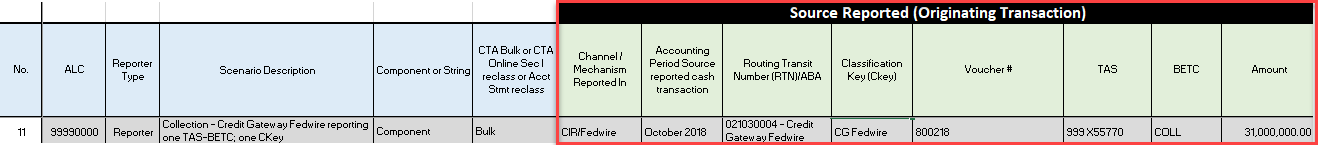 Source Reported (Originating Transaction)
No.
ALC
Reporter
Type
Scenario Description
Component or String
CTA Bulk or CTA
Online Sec I
reclass or Acct
Stmt reclass
Channel /
Mechanism
Reported In
Accounting
Period Source
reported cash
transaction
Routing Transit
Number (RTN)/ABA
Classification
Key (Ckey)
Voucher #
TAS
BETC
Amount
11
99990000
Reporter
Collection - Credit Gateway Fedwire reporting
one TAS-BETC; one CKey
Component
Bulk
CIR/Fedwire
October 2018
021030004 - Credit
Gateway Fedwire
CG Fedwire
800218
999 X55770
COLL
31,000,000.00